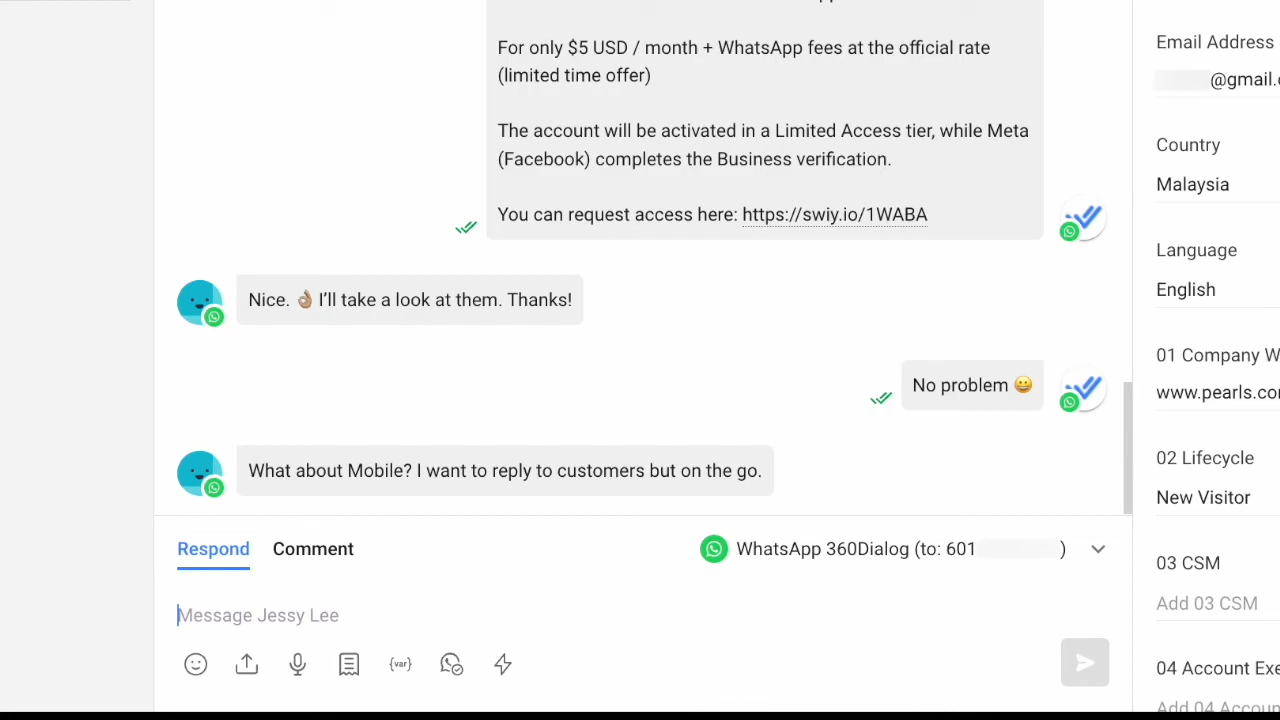 For only $5 USD / month + WhatsApp fees at the official rate
(limited time offer)
The account will be activated in a Limited Access tier, while Meta
(Facebook) completes the Business verification.
You can request access here: https://swiy.io/1WABA
Nice. 👌🏽 I’ll take a look at them. Thanks!
No problem 😀
What about Mobile? I want to reply to customers but on the go.
Respond
Comment
WhatsApp 360Dialog (to: 601 )
Message Jessy Lee
{var}
Email Address
@gmail.c
Country
Malaysia
Language
English
01 Company W
www.pearls.co
02 Lifecycle
New Visitor
03 CSM
Add 03 CSM
04 Account Exe
Add 04 Accoun